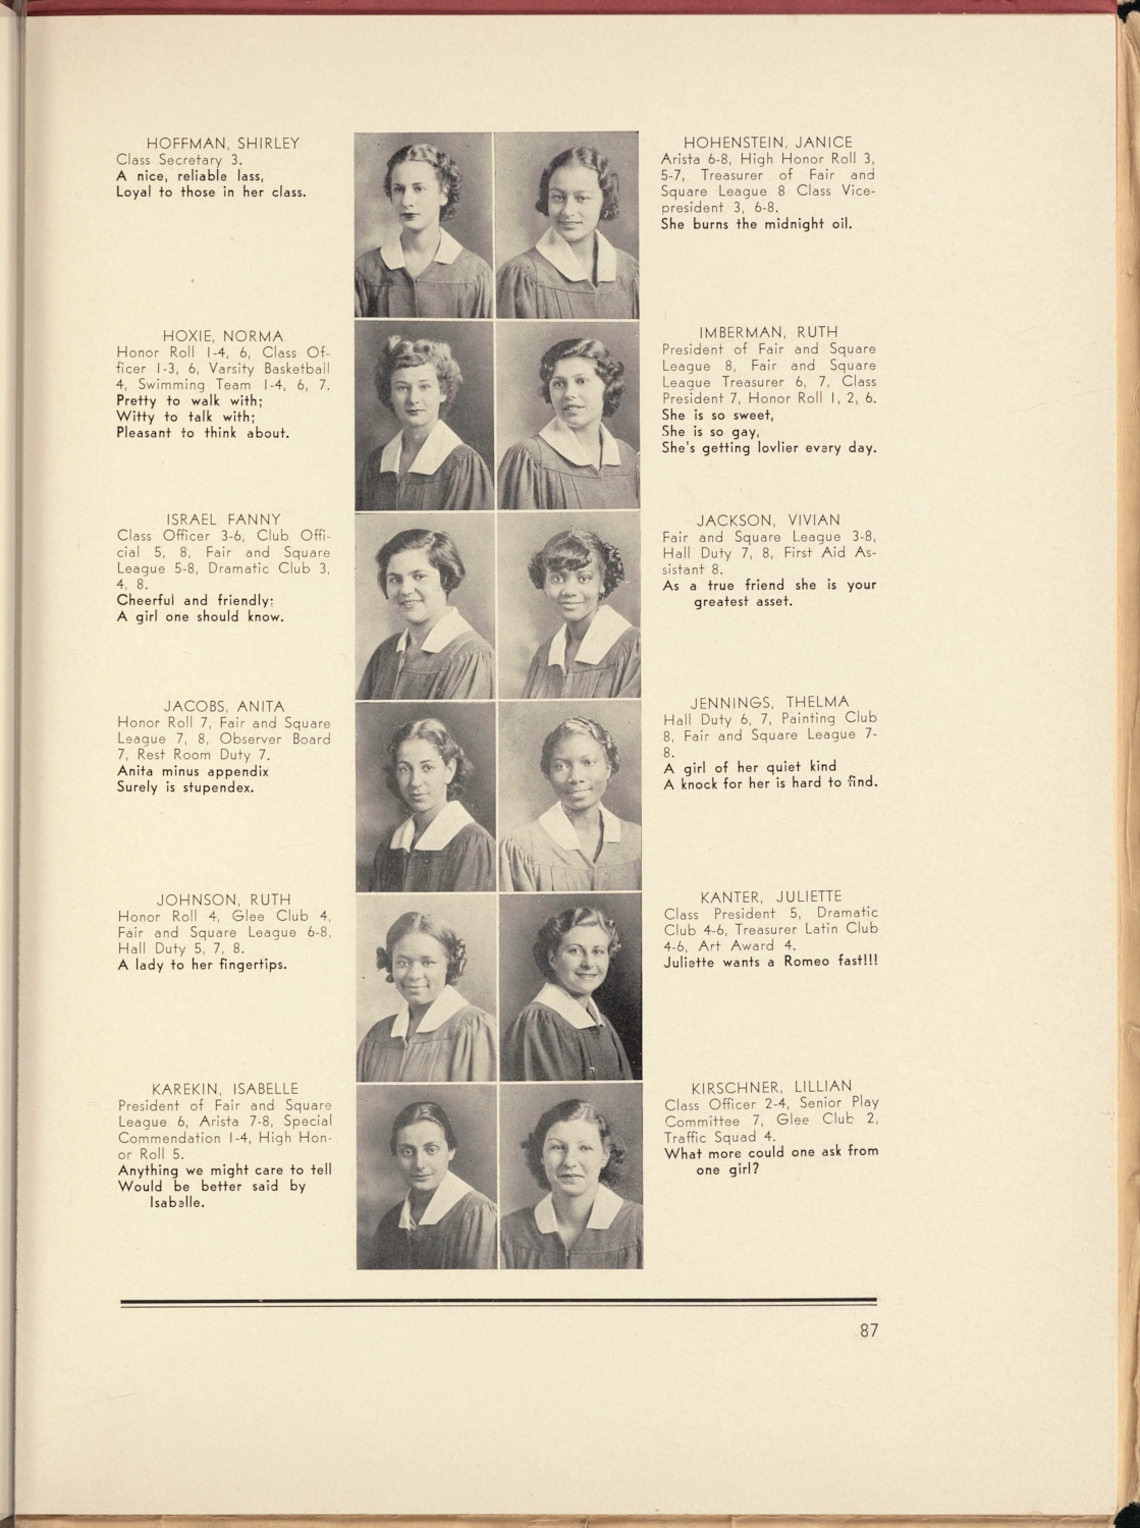 HOFFMAN, SHIRLEY
Class Secretary 3.
A nice, reliable lass,
Loyal to those in her class.
HOHENSTEIN, JANICE
Arista 6-8, High Honor Roll 3,
5-7, Treasurer of Fair and
Square League 8 Class Vice-
president 3, 6-8.
She burns the midnight oil.
HOXIE, NORMA
Honor Roll 1-4, 6, Class Of-
ficer 1-3, 6, Varsity Basketball
4, Swimming Team 1-4, 6, 7.
Pretty to walk with;
Witty to talk with;
Pleasant to think about.
IMBERMAN, RUTH
President of Fair and Square
League 8, Fair and Square
League Treasurer 6, 7, Class
President 7, Honor Roll 1, 2, 6.
She is so sweet,
She is so gay,
She's getting lovlier every day.
ISRAEL FANNY
Class Officer 3-6, Club Offi-
cial 5, 8, Fair and Square
League 5-8, Dramatic Club 3,
4, 8.
Cheerful and friendly;
A girl one should know.
JACKSON, VIVIAN
Fair and Square League 3-8,
Hall Duty 7, 8, First Aid As-
sistant 8.
As a true friend she is your
greatest asset.
JACOBS, ANITA
Honor Roll 7, Fair and Square
League 7, 8, Observer Board
7, Rest Room Duty 7.
Anita minus appendix
Surely is stupendex.
JENNINGS, THELMA
Hall Duty 6, 7, Painting Club
8, Fair and Square League 7-
8.
A girl of her quiet kind
A knock for her is hard to find.
JOHNSON, RUTH
Honor Roll 4, Glee Club 4,
Fair and Square League 6-8,
Hall Duty 5, 7, 8.
A lady to her fingertips.
KANTER, JULIETTE
Class President 5, Dramatic
Club 4-6, Treasurer Latin Club
4-6, Art Award 4.
Juliette wants a Romeo fast!!!
KAREKIN, ISABELLE
President of Fair and Square
League 6, Arista 7-8, Special
Commendation 1-4, High Hon-
or Roll 5.
Anything we might care to tell
Would be better said by
Isabelle.
KIRSCHNER, LILLIAN
Class Officer 2-4, Senior Play
Committee 7, Glee Club 2,
Traffic Squad 4.
What more could one ask from
one girl?
87